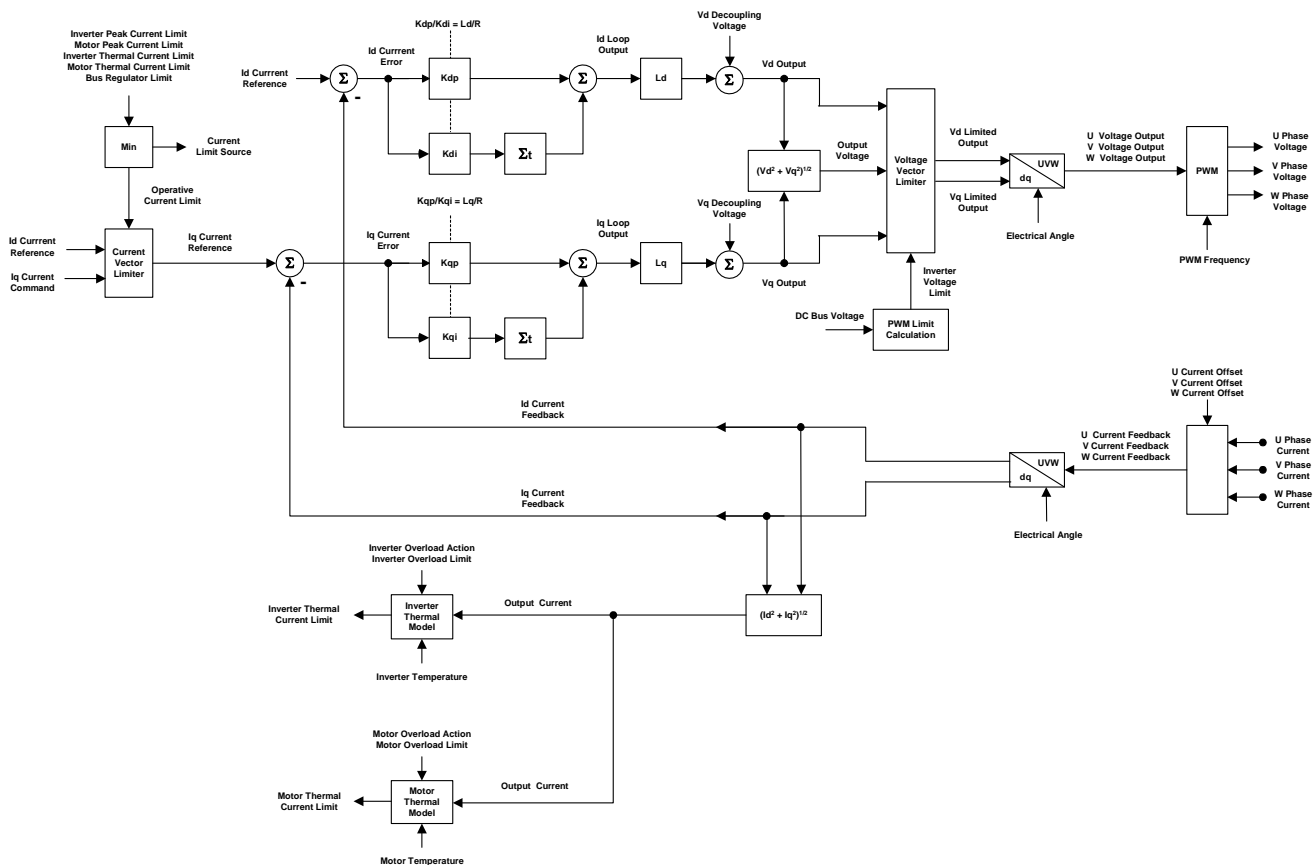 Inverter Peak Current Limit
Motor Peak Current Limit
Inverter Thermal Current Limit
Motor Thermal Current Limit
Bus Regulator Limit
Min
Current
Limit Source
Operative
Current Limit
Id Currrent
Reference
Iq Current
Command
Current
Vector
Limiter
Iq Current
Reference
Id Currrent
Reference
Σ
-
Id Currrent
Error
Kdp/Kdi = Ld/R
Kdp
Kdi
Σt
Σ
Id Loop
Output
Ld
Vd Decoupling
Voltage
Σ
Vd Output
Σ
-
Iq Current
Error
Kqp/Kqi = Lq/R
Kqp
Kqi
Σt
Σ
Iq Loop
Output
Lq
Vq Decoupling
Voltage
Σ
Vq Output
(Vd² + Vq²)1/2
Output
Voltage
Voltage
Vector
Limiter
Inverter
Voltage
Limit
DC Bus Voltage
PWM Limit
Calculation
Vd Limited
Output
Vq Limited
Output
UVW
dq
Electrical Angle
U Voltage Output
V Voltage Output
W Voltage Output
PWM
PWM Frequency
U Phase
Voltage
V Phase
Voltage
W Phase
Voltage
U Current Offset
V Current Offset
W Current Offset
U Phase
Current
V Phase
Current
W Phase
Current
U Current Feedback
V Current Feedback
W Current Feedback
UVW
dq
Electrical Angle
Id Current
Feedback
Iq Current
Feedback
(Id² + Iq²)1/2
Inverter Overload Action
Inverter Overload Limit
Inverter Thermal
Current Limit
Inverter
Thermal
Model
Output Current
Inverter Temperature
Motor Overload Action
Motor Overload Limit
Motor Thermal
Current Limit
Motor
Thermal
Model
Output Current
Motor Temperature